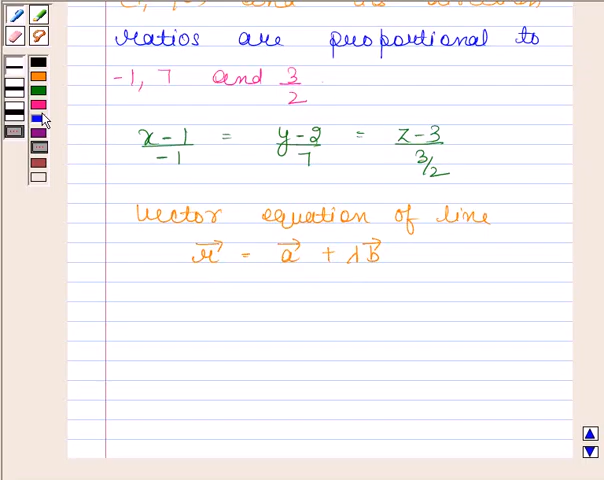 ratios are proportional to
-1, 7 and 3/2
x-1/-1 = y-2/7 = z-3/3/2
Vector equation of line
r⃗ = a⃗ + λb⃗